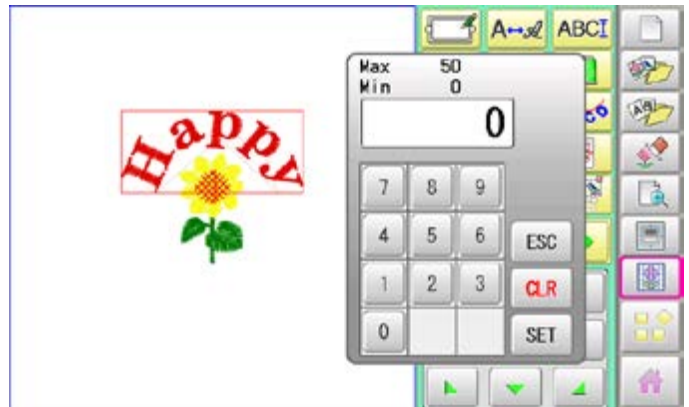 A↔A ABCI
Max 50
Min 0
0
Happy
7 8 9
4 5 6 ESC
1 2 3 CLR
0 SET